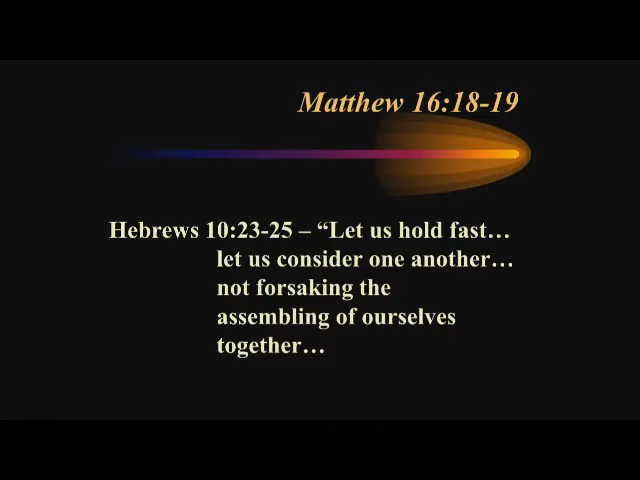 Matthew 16:18-19
Hebrews 10:23-25 – “Let us hold fast…
let us consider one another…
not forsaking the
assembling of ourselves
together…